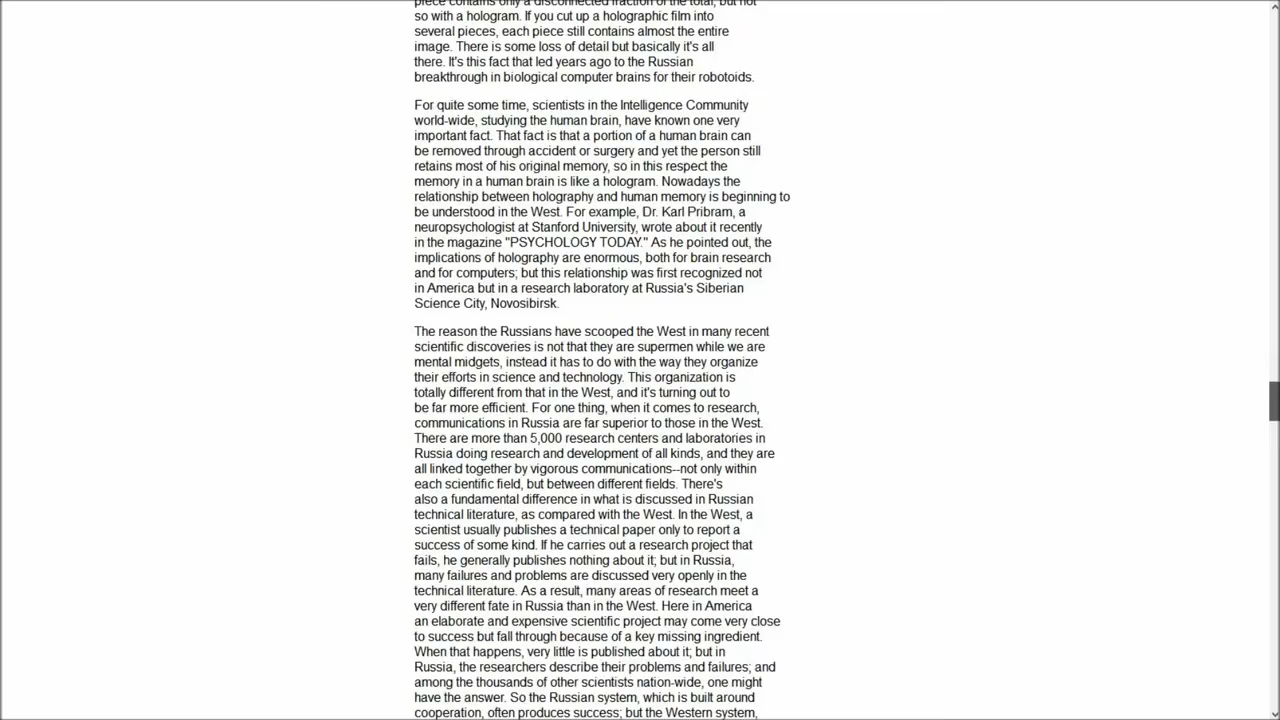 piece contains only a disconnected fraction of the total; but not
so with a hologram. If you cut up a holographic film into
several pieces, each piece still contains almost the entire
image. There is some loss of detail but basically it's all
there. It's this fact that led years ago to the Russian
breakthrough in biological computer brains for their robotoids.
For quite some time, scientists in the Intelligence Community
world-wide, studying the human brain, have known one very
important fact. That fact is that a portion of a human brain can
be removed through accident or surgery and yet the person still
retains most of his original memory, so in this respect the
memory in a human brain is like a hologram. Nowadays the
relationship between holography and human memory is beginning to
be understood in the West. For example, Dr. Karl Pribram, a
neuropsychologist at Stanford University, wrote about it recently
in the magazine "PSYCHOLOGY TODAY." As he pointed out, the
implications of holography are enormous, both for brain research
and for computers; but this relationship was first recognized not
in America but in a research laboratory at Russia's Siberian
Science City, Novosibirsk.
The reason the Russians have scooped the West in many recent
scientific discoveries is not that they are supermen while we are
mental midgets, instead it has to do with the way they organize
their efforts in science and technology. This organization is
totally different from that in the West, and it's turning out to
be far more efficient. For one thing, when it comes to research,
communications in Russia are far superior to those in the West.
There are more than 5,000 research centers and laboratories in
Russia doing research and development of all kinds, and they are
all linked together by vigorous communications--not only within
each scientific field, but between different fields. There's
also a fundamental difference in what is discussed in Russian
technical literature, as compared with the West. In the West, a
scientist usually publishes a technical paper only to report a
success of some kind. If he carries out a research project that
fails, he generally publishes nothing about it; but in Russia,
many failures and problems are discussed very openly in the
technical literature. As a result, many areas of research meet a
very different fate in Russia than in the West. Here in America
an elaborate and expensive scientific project may come very close
to success but fall through because of a key missing ingredient.
When that happens, very little is published about it; but in
Russia, the researchers describe their problems and failures; and
among the thousands of other scientists nation-wide, one might
have the answer. So the Russian system, which is built around
cooperation, often produces success; but the Western system,